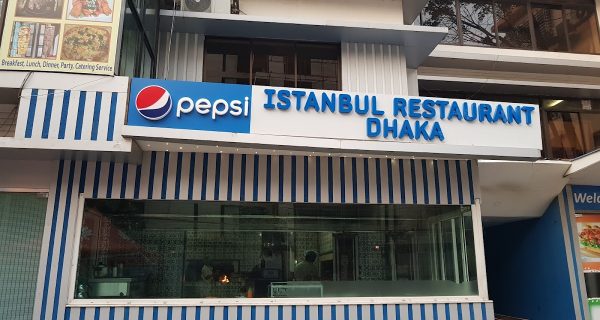 Breakfast, Lunch, Dinner, Party, Catering Service
pepsi
ISTANBUL RESTAURANT
DHAKA